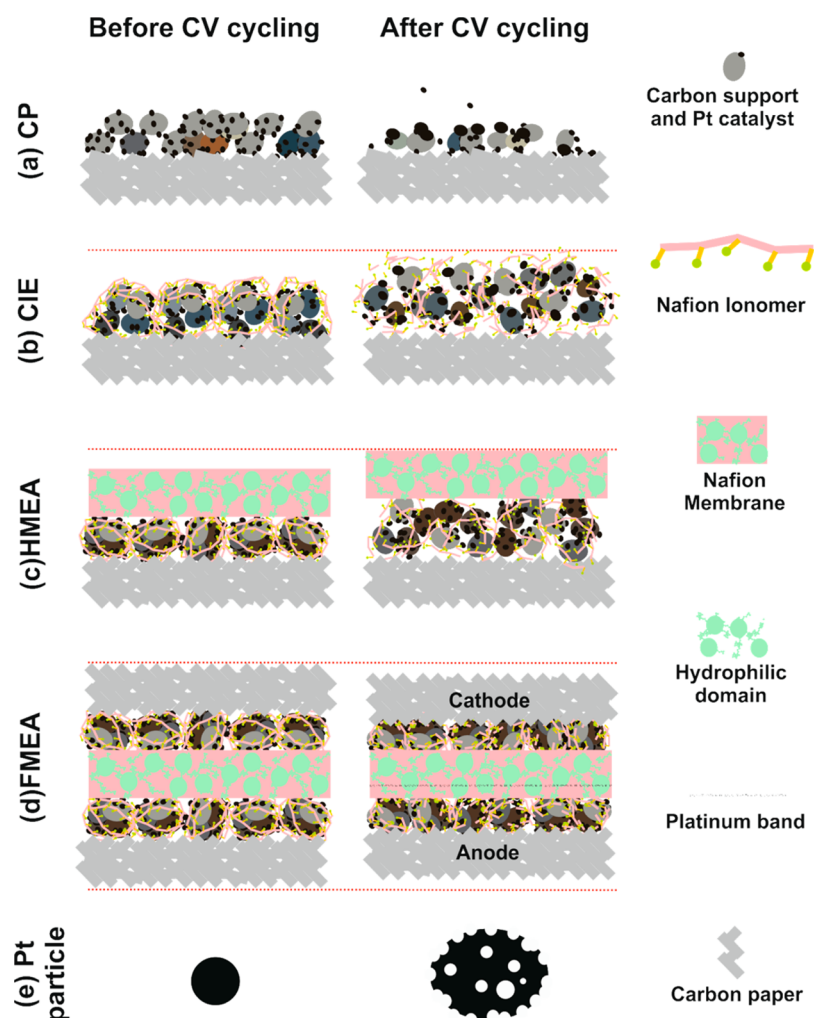 Before CV cycling
After CV cycling
(a) CP
Carbon support
and Pt catalyst
(b) CIE
Nafion Ionomer
(c)HMEA
Nafion
Membrane
Hydrophilic
domain
(d)FMEA
Cathode
Anode
Platinum band
(e) Pt
particle
Carbon paper